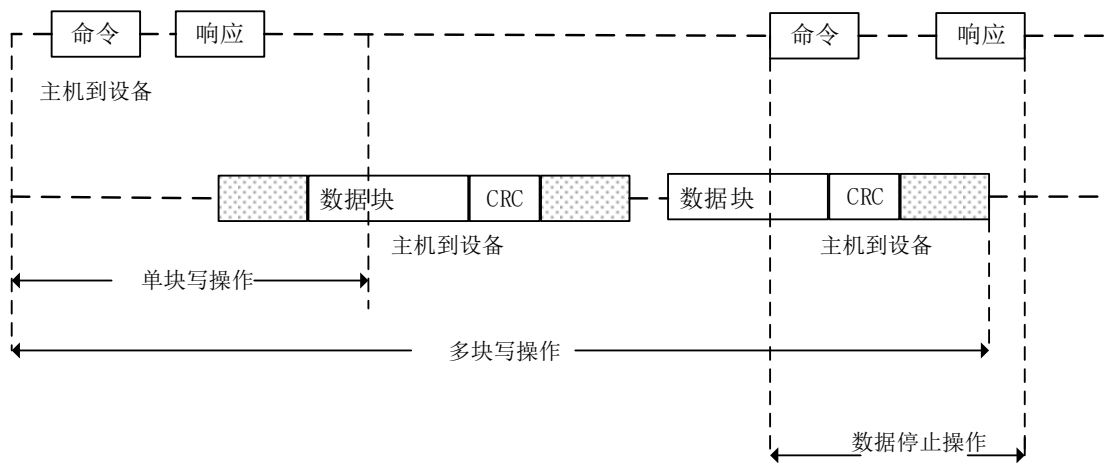 命令 响应 命令 响应
主机到设备
数据块 CRC 数据块 CRC
主机到设备 主机到设备
单块写操作
多块写操作
数据停止操作